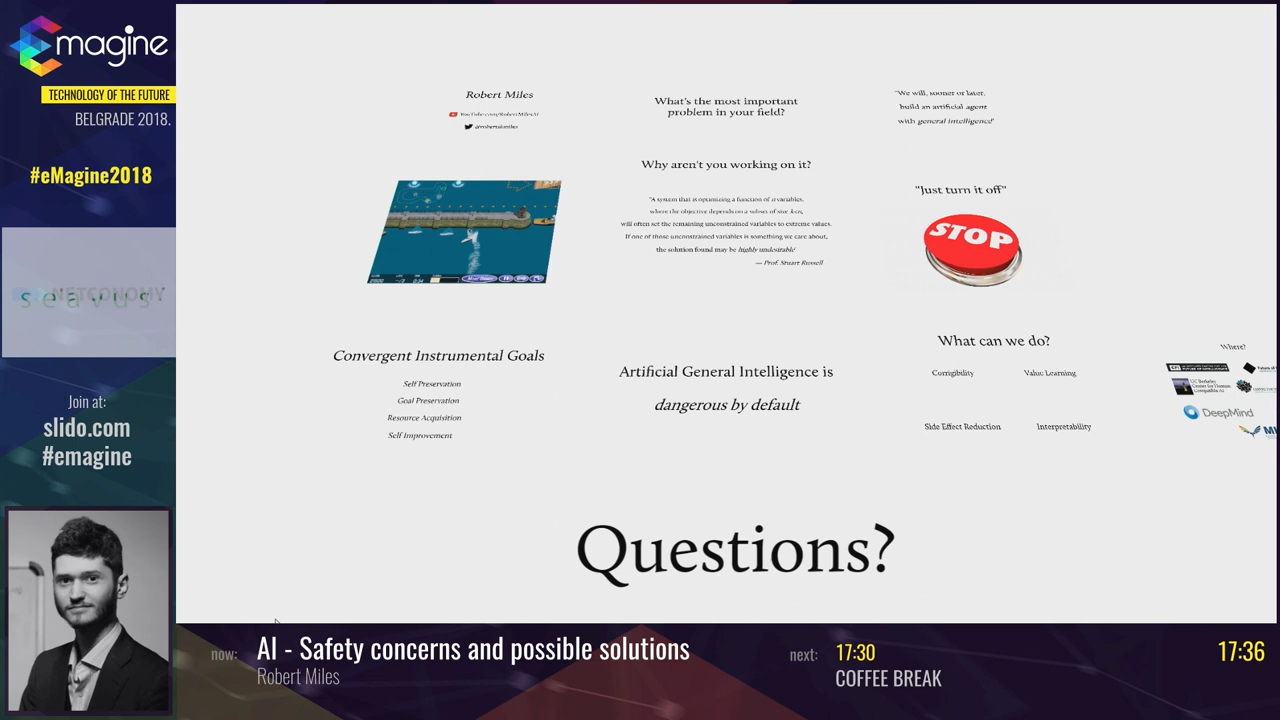 emagine
TECHNOLOGY OF THE FUTURE
BELGRADE 2018.
#eMagine2018
NETCONOMY
seavus
Join at:
slido.com
#emagine
Robert Miles
YouTube.com/RobertMilesAI
What's the most important
problem in your field?
Why aren't you working on it?
"A system that is optimizing a function of n variables,
where the objective depends on a subset of size k<n,
will often set the remaining unconstrained variables to extreme values.
If one of those unconstrained variables is something we care about,
the solution found may be highly undesirable"
— Prof. Stuart Russell
"We will, sooner or later,
build an artificial agent
with general intelligence"
"Just turn it off"
STOP
Convergent Instrumental Goals
Self Preservation
Goal Preservation
Resource Acquisition
Self Improvement
Artificial General Intelligence is
dangerous by default
What can we do?
Corrigibility
Value Learning
Side Effect Reduction
Interpretability
Where?
UC Berkeley
DeepMind
Questions?
now:
AI - Safety concerns and possible solutions
Robert Miles
next:
17:30
COFFEE BREAK
17:36